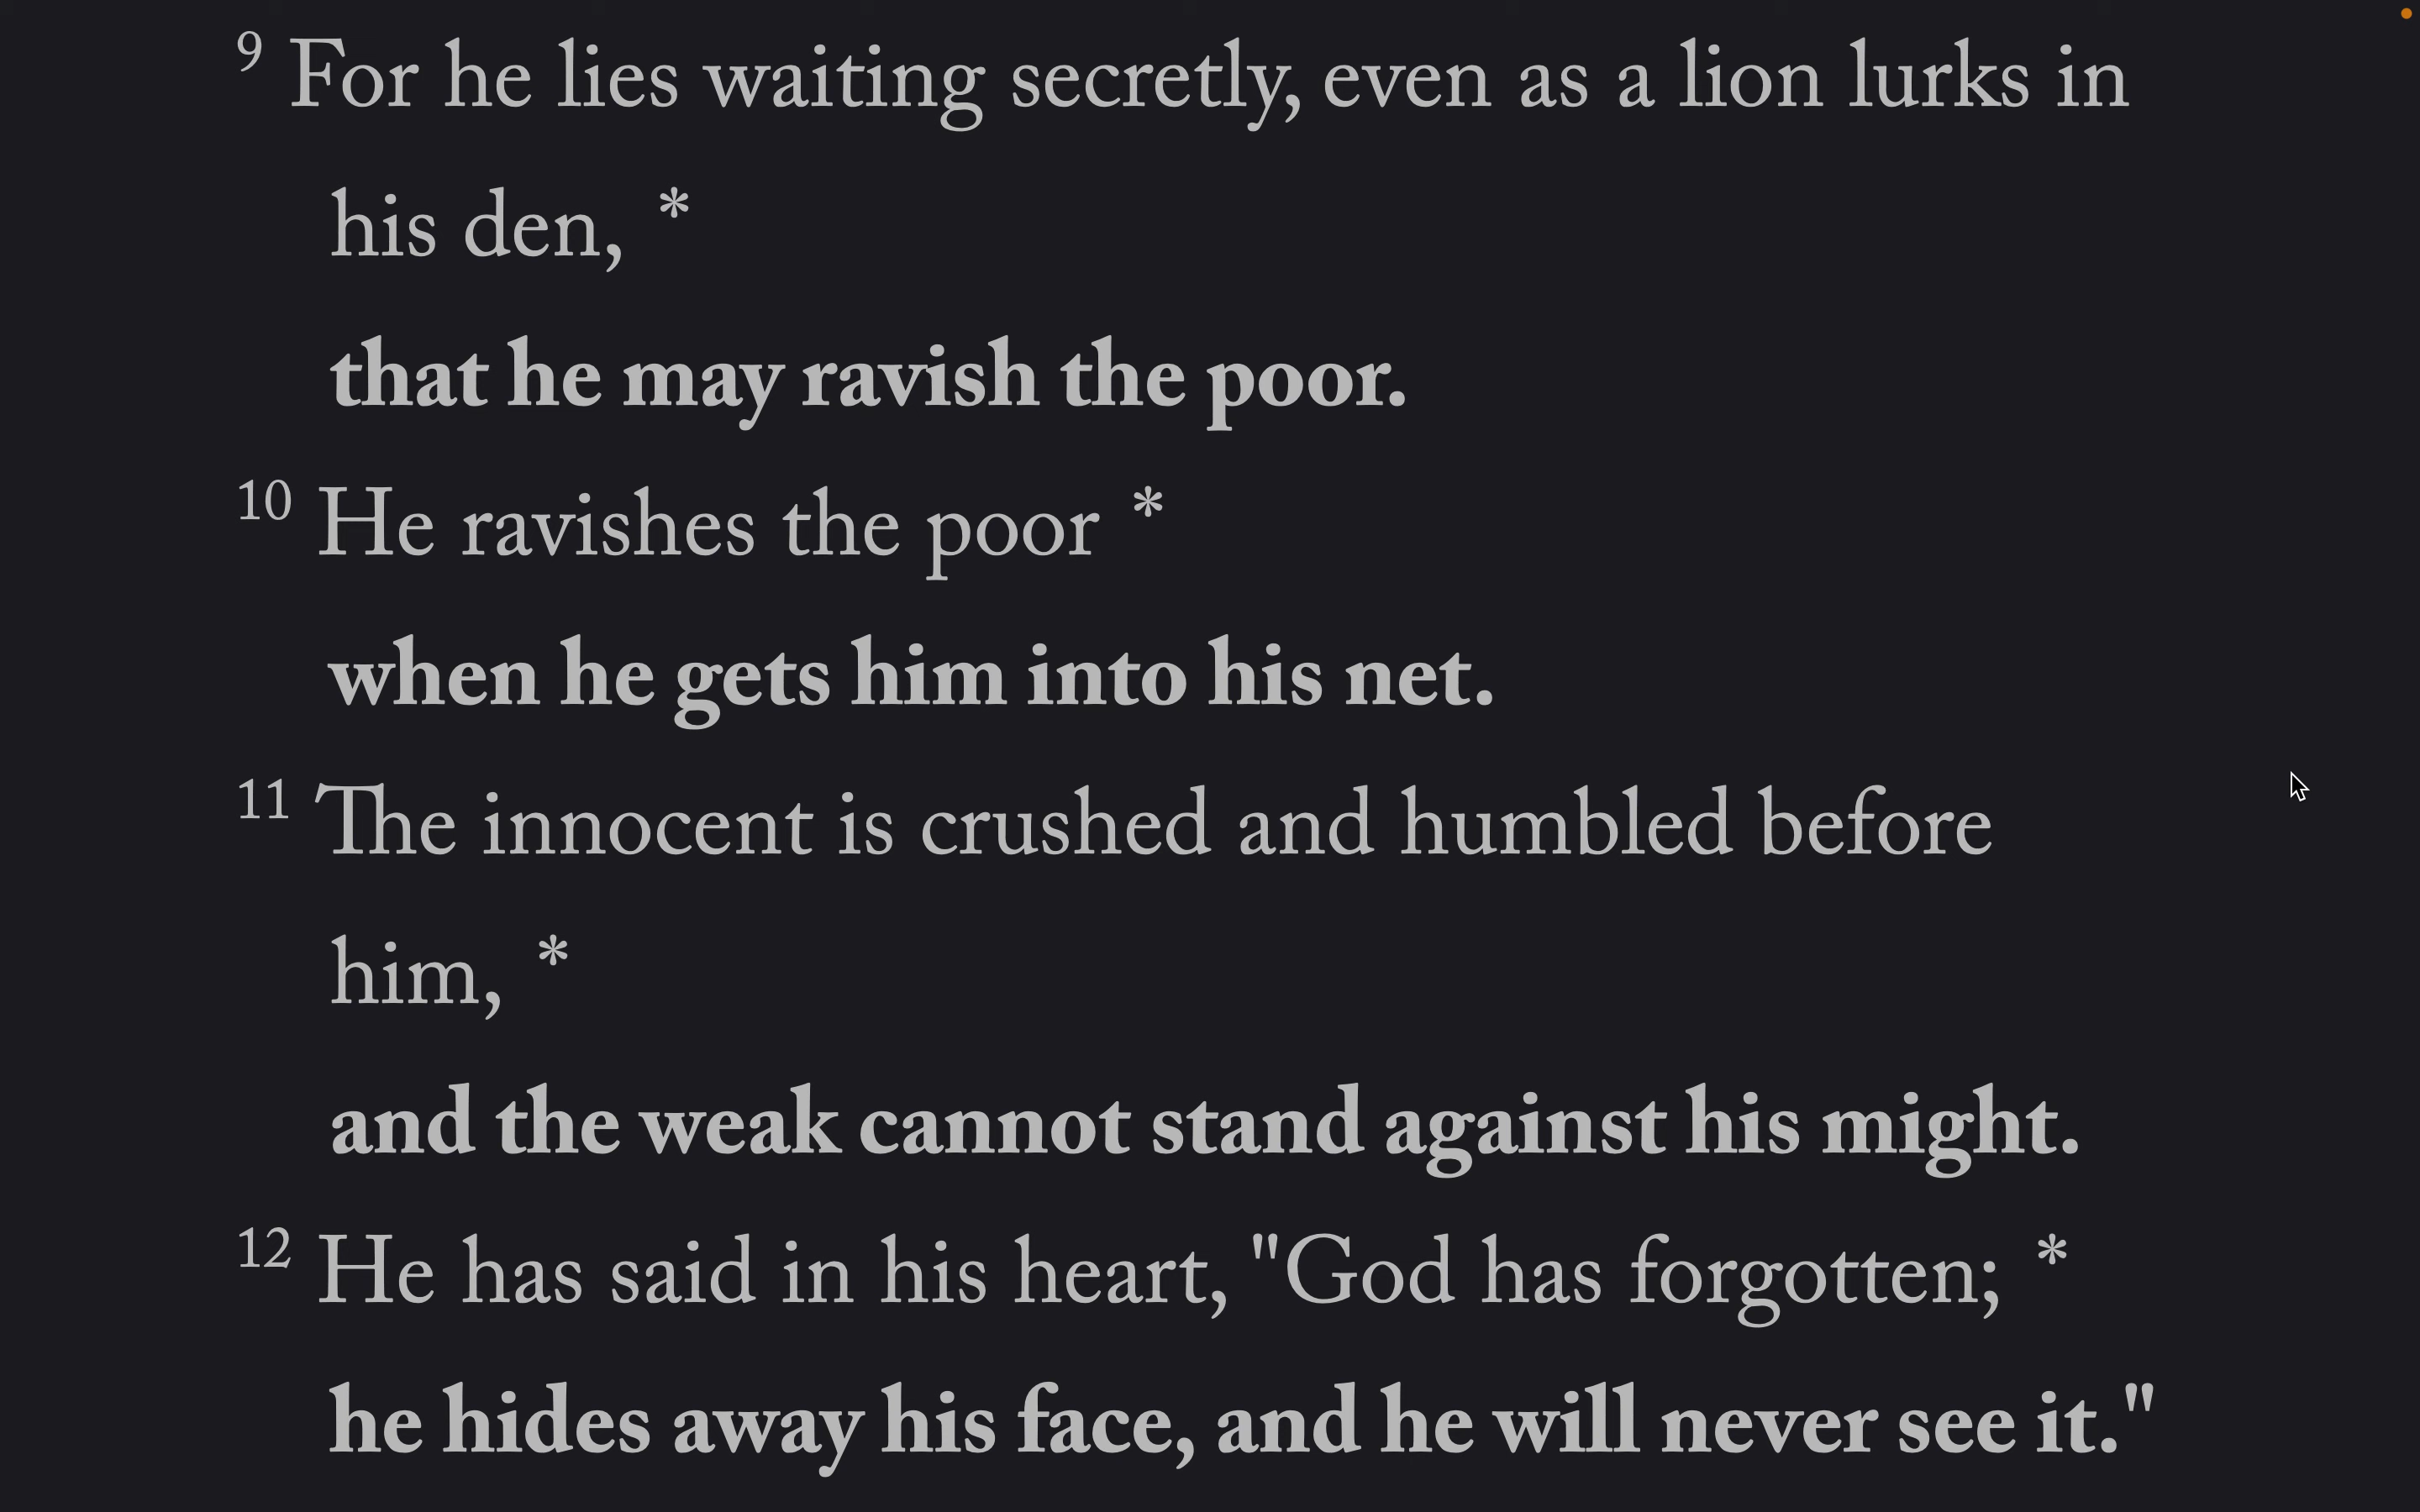 9 For he lies waiting secretly, even as a lion lurks in
his den, *
that he may ravish the poor.
10 He ravishes the poor *
when he gets him into his net.
11 The innocent is crushed and humbled before
him, *
and the weak cannot stand against his might.
12 He has said in his heart, "God has forgotten; *
he hides away his face, and he will never see it."